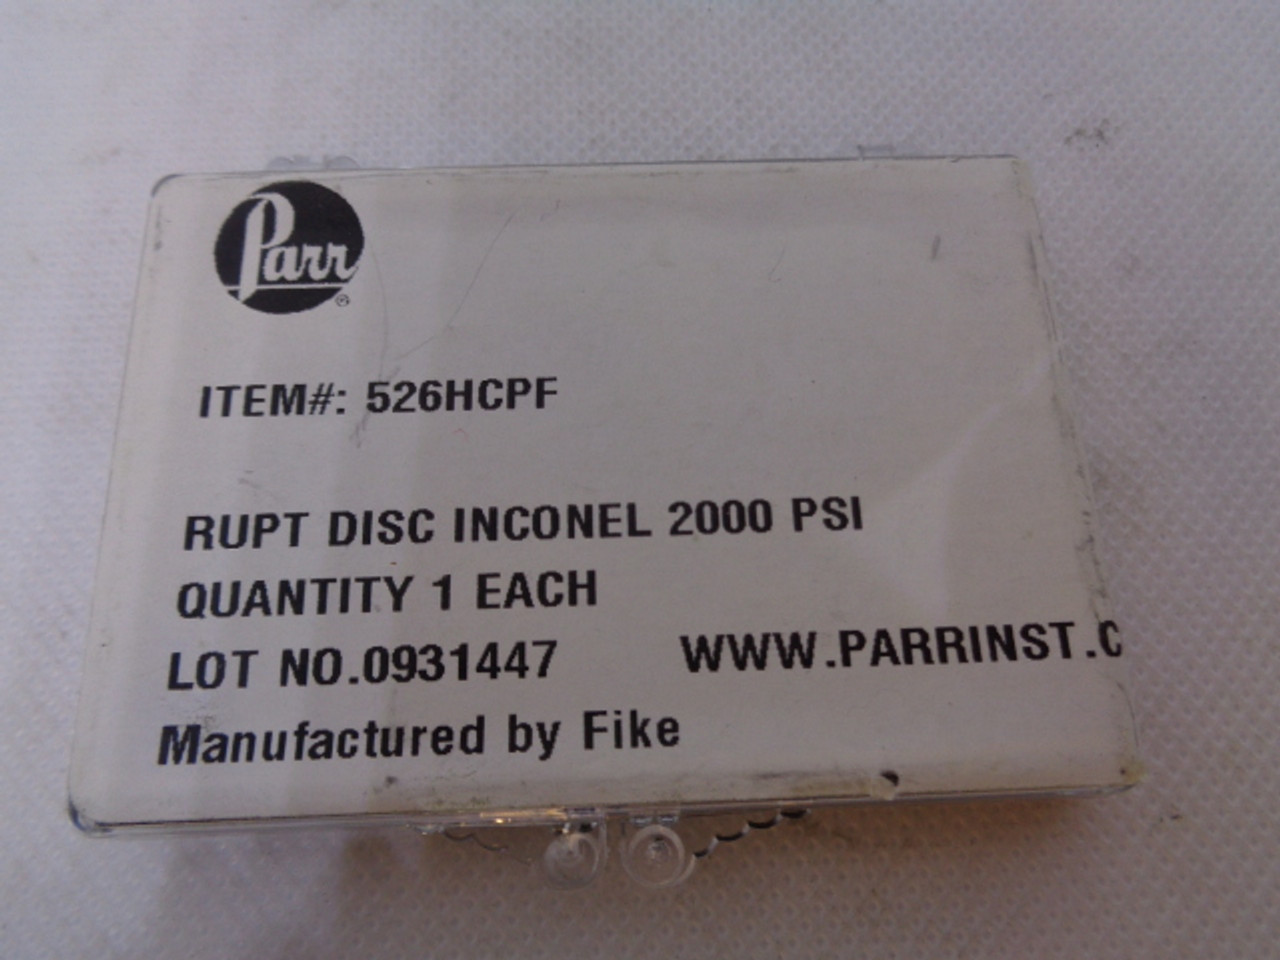 Parr®
ITEM#: 526HCPF
RUPT DISC INCONEL 2000 PSI
QUANTITY 1 EACH
LOT NO.0931447 WWW.PARRINST.C
Manufactured by Fike